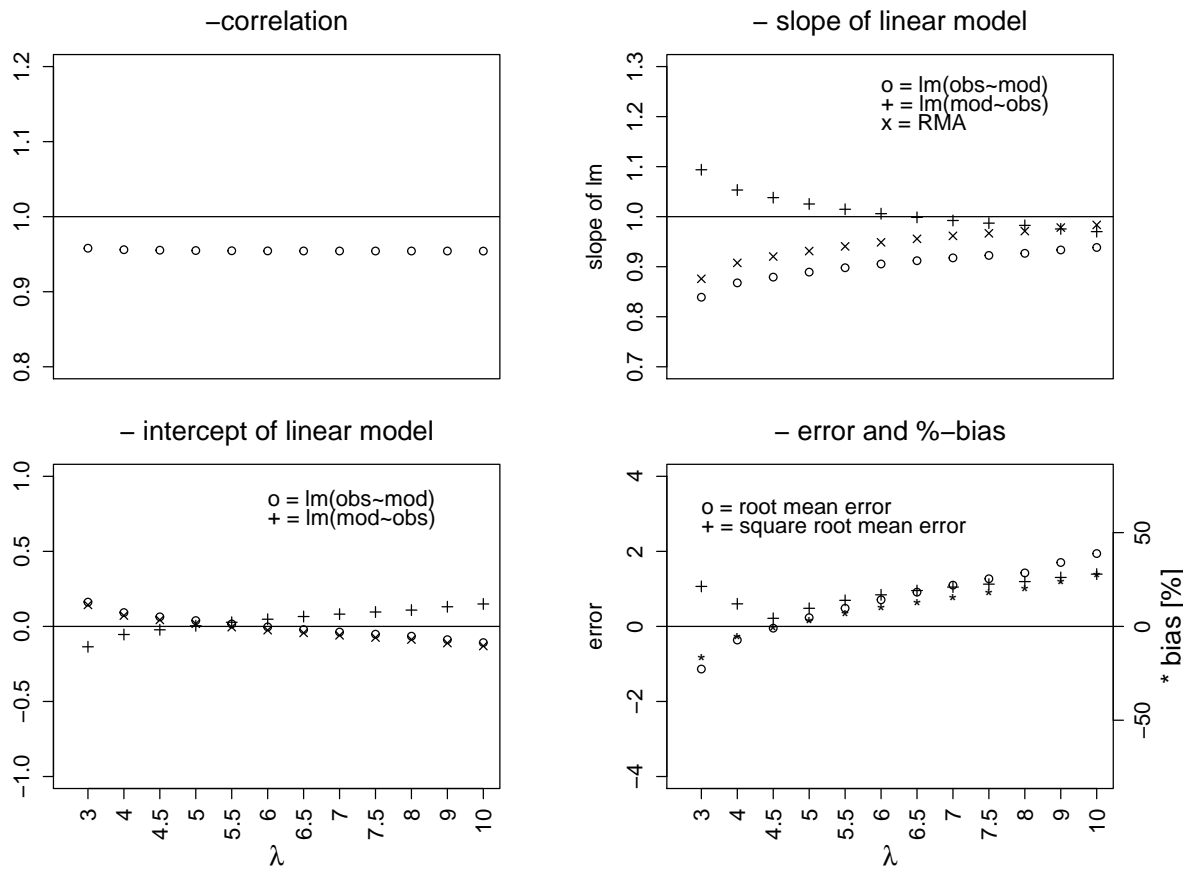 −correlation
1.2
1.1
1.0
0.9
0.8
− slope of linear model
1.3
1.2
1.1
1.0
0.9
0.8
0.7
slope of lm
o = lm(obs~mod)
+ = lm(mod~obs)
x = RMA
− intercept of linear model
1.0
0.5
0.0
−0.5
−1.0
o = lm(obs~mod)
+ = lm(mod~obs)
3 4 4.5 5 5.5 6 6.5 7 7.5 8 9 10
λ
− error and %−bias
4
2
0
−2
−4
error
o = root mean error
+ = square root mean error
50
0
−50
* bias [%]
3 4 4.5 5 5.5 6 6.5 7 7.5 8 9 10
λ